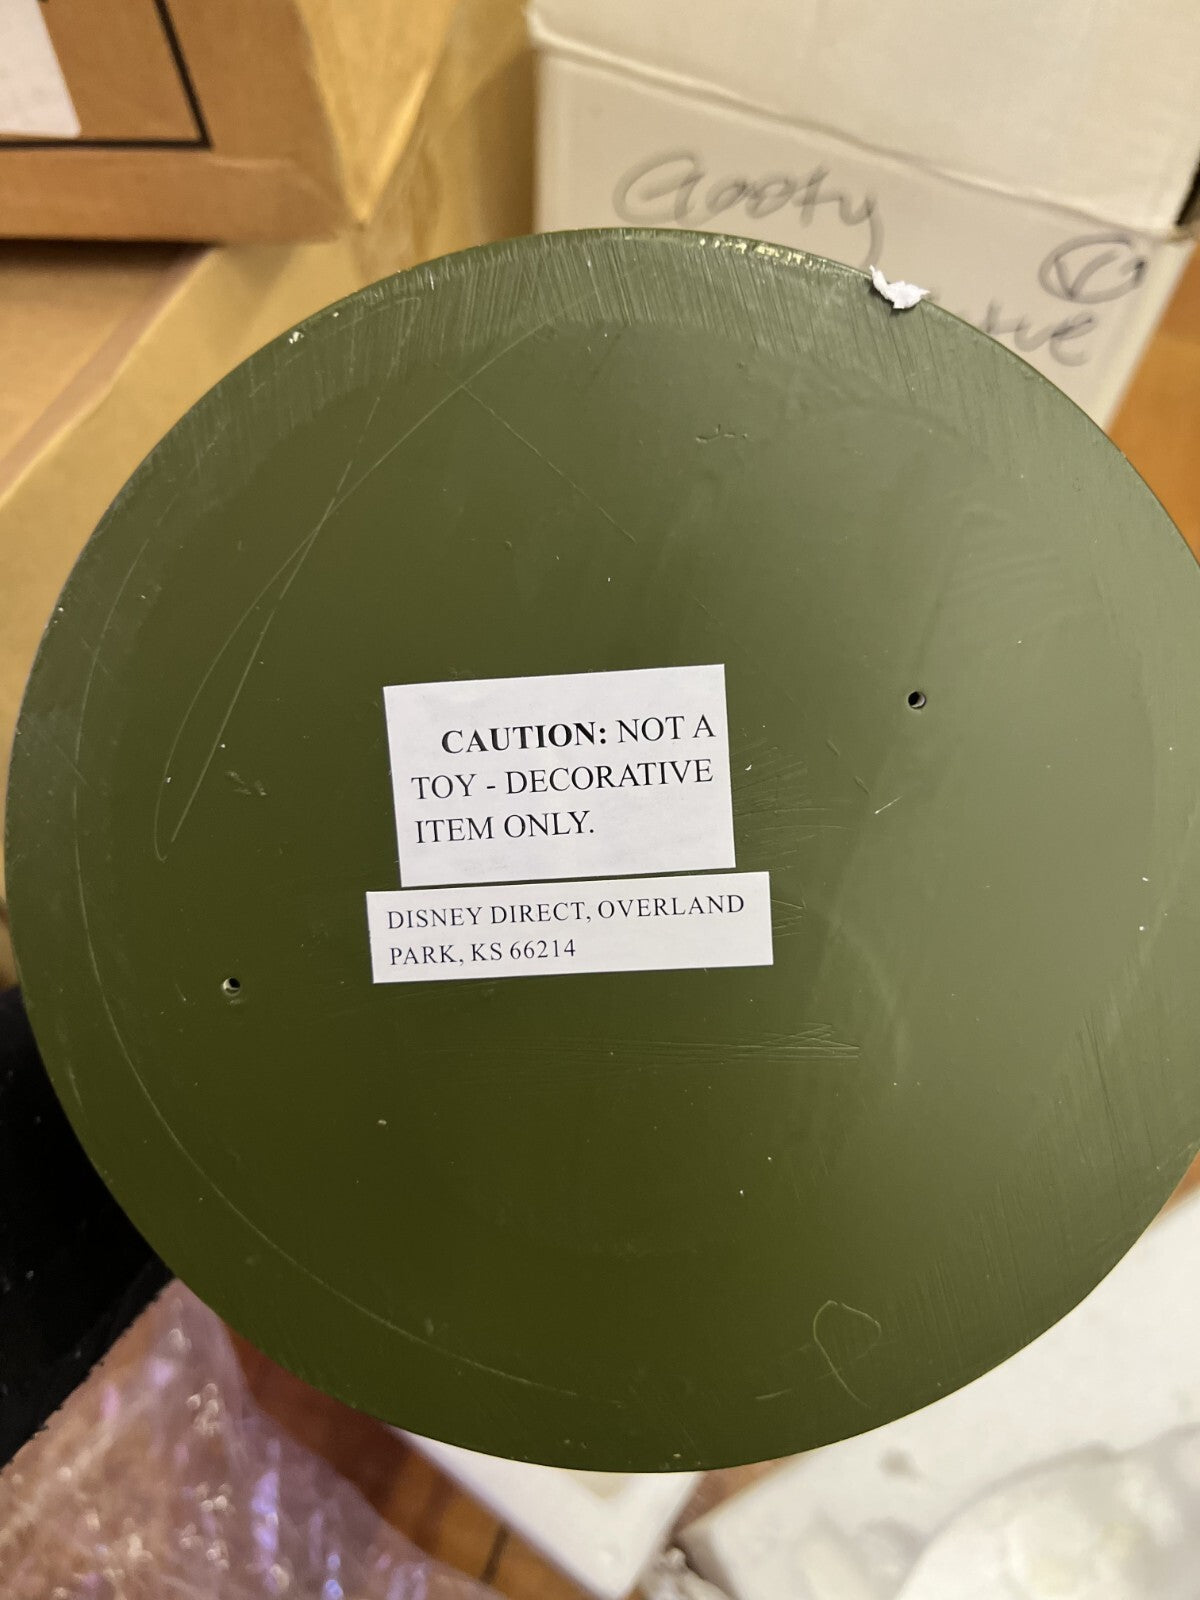 Goofy
CAUTION: NOT A
TOY - DECORATIVE
ITEM ONLY.
DISNEY DIRECT, OVERLAND
PARK, KS 66214